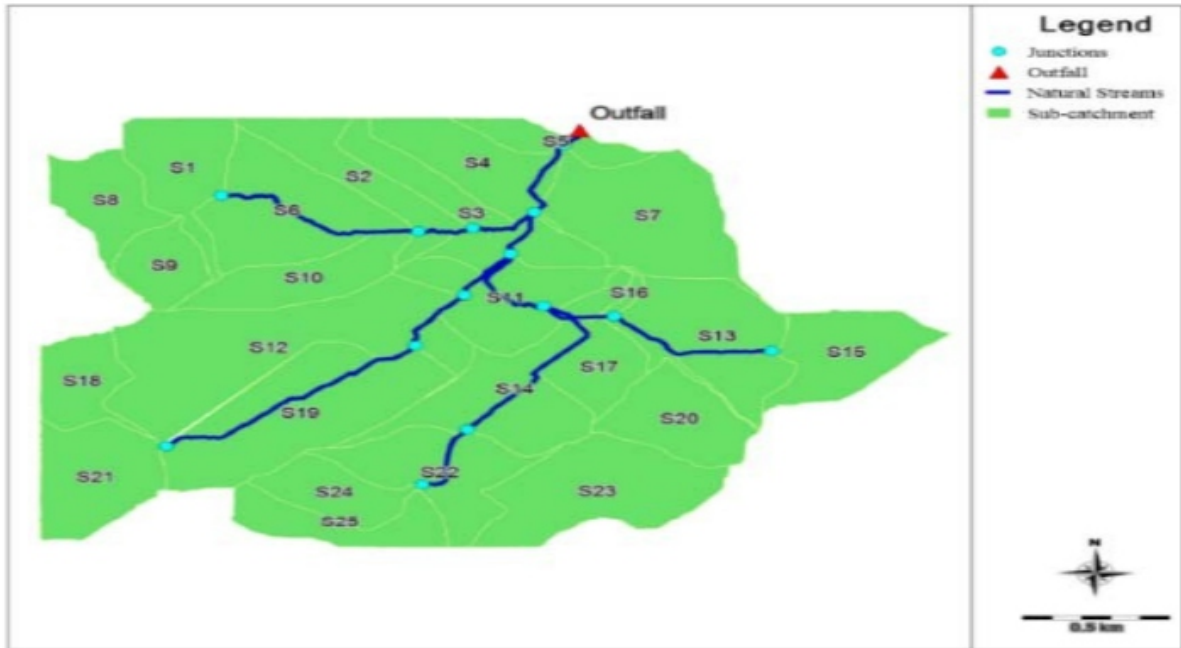 Legend
Junctions
Outfall
Natural Streams
Sub-catchment
Outfall
S5
S4
S2
S1
S8
S6
S3
S7
S9
S10
S11
S16
S13
S15
S12
S17
S18
S14
S19
S20
S21
S22
S24
S23
S25
N
0.5 km